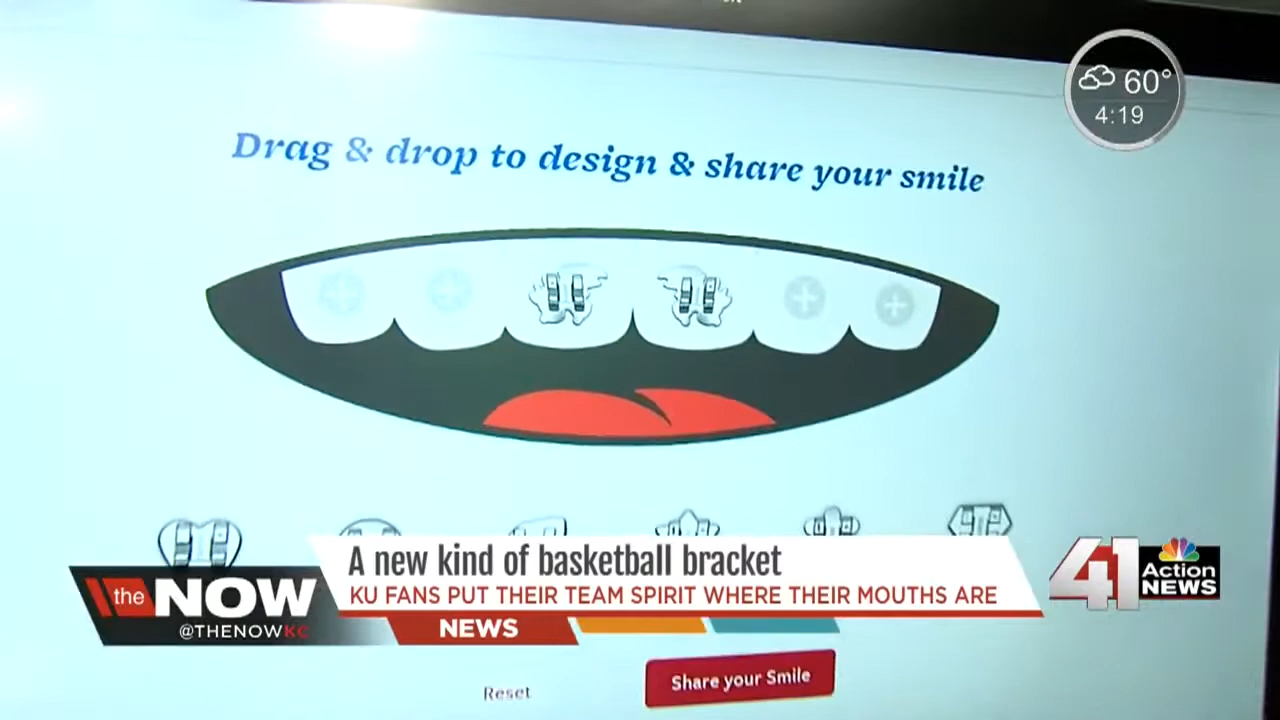 60°
4:19
Drag & drop to design & share your smile
A new kind of basketball bracket
KU FANS PUT THEIR TEAM SPIRIT WHERE THEIR MOUTHS ARE
the NOW
@THENOWKC
NEWS
41 Action NEWS
Reset
Share your Smile